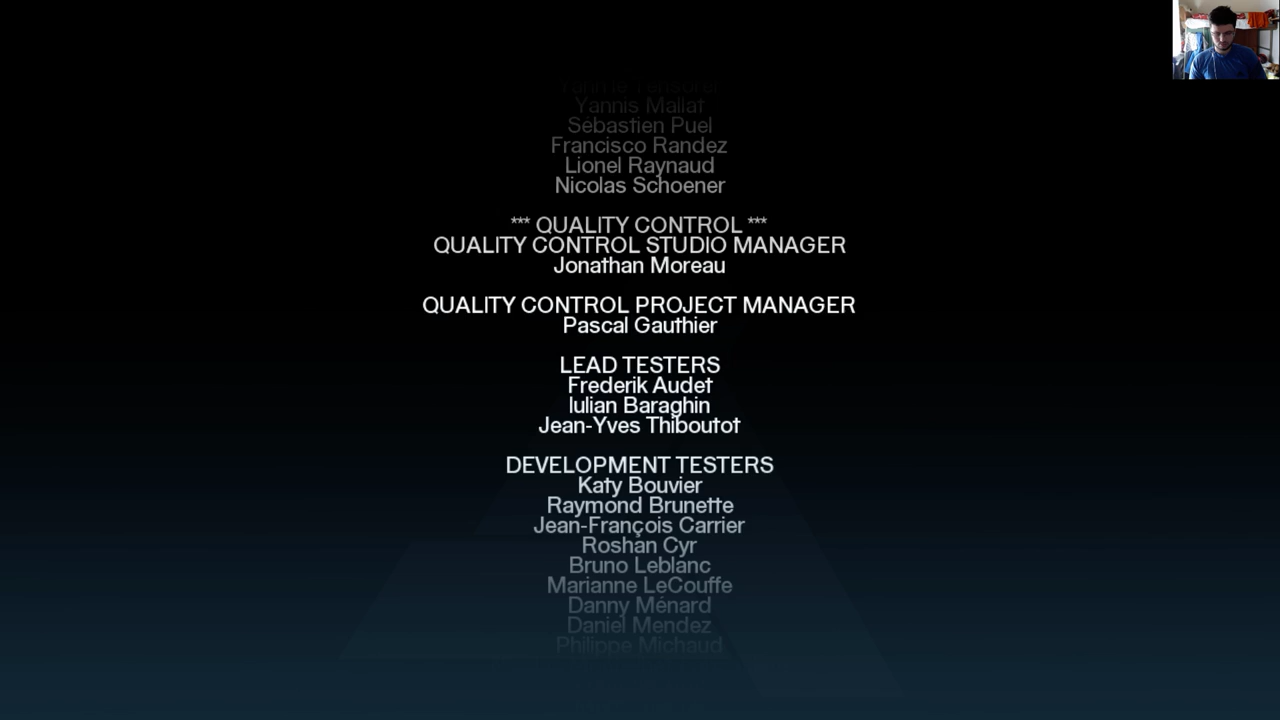 Yannis Mallat
Sébastien Puel
Francisco Randez
Lionel Raynaud
Nicolas Schoener
*** QUALITY CONTROL ***
QUALITY CONTROL STUDIO MANAGER
Jonathan Moreau
QUALITY CONTROL PROJECT MANAGER
Pascal Gauthier
LEAD TESTERS
Frederik Audet
Iulian Baraghin
Jean-Yves Thiboutot
DEVELOPMENT TESTERS
Katy Bouvier
Raymond Brunette
Jean-François Carrier
Roshan Cyr
Bruno Leblanc
Marianne LeCouffe
Danny Ménard
Daniel Mendez
Philippe Michaud